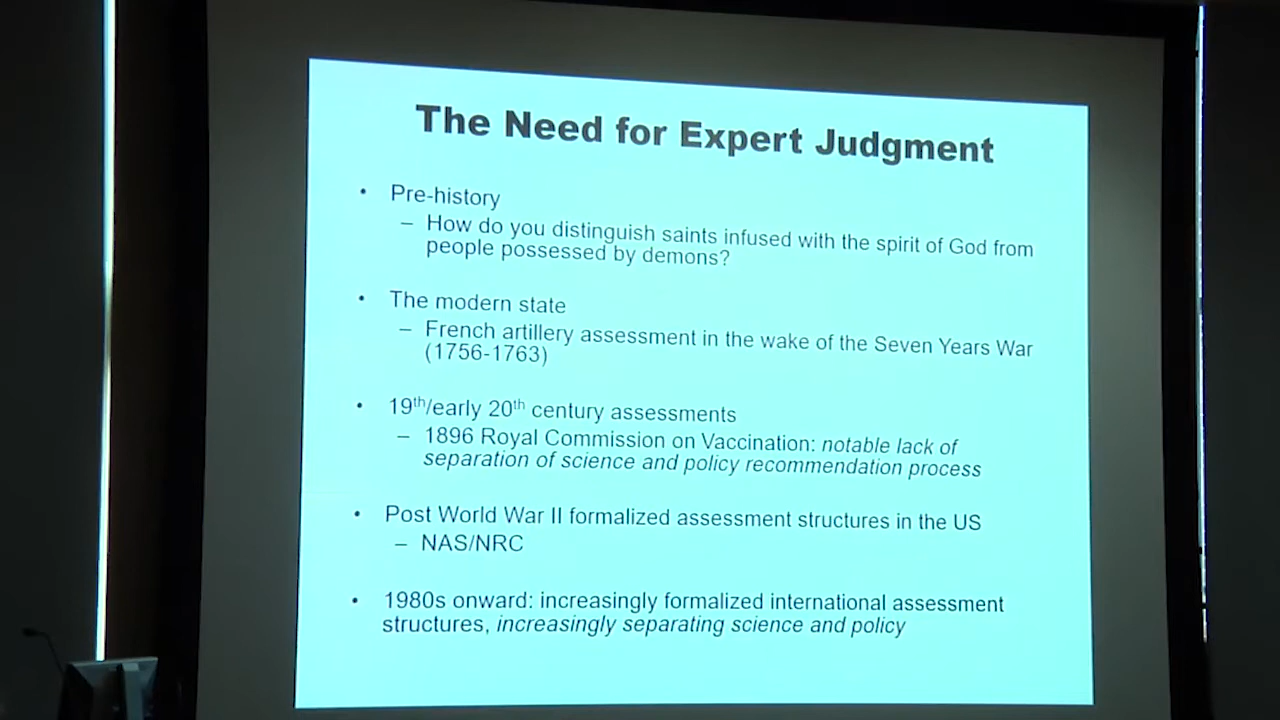 The Need for Expert Judgment
• Pre-history
– How do you distinguish saints infused with the spirit of God from
people possessed by demons?
• The modern state
– French artillery assessment in the wake of the Seven Years War
(1756-1763)
• 19th/early 20th century assessments
– 1896 Royal Commission on Vaccination: notable lack of
separation of science and policy recommendation process
• Post World War II formalized assessment structures in the US
– NAS/NRC
• 1980s onward: increasingly formalized international assessment
structures, increasingly separating science and policy